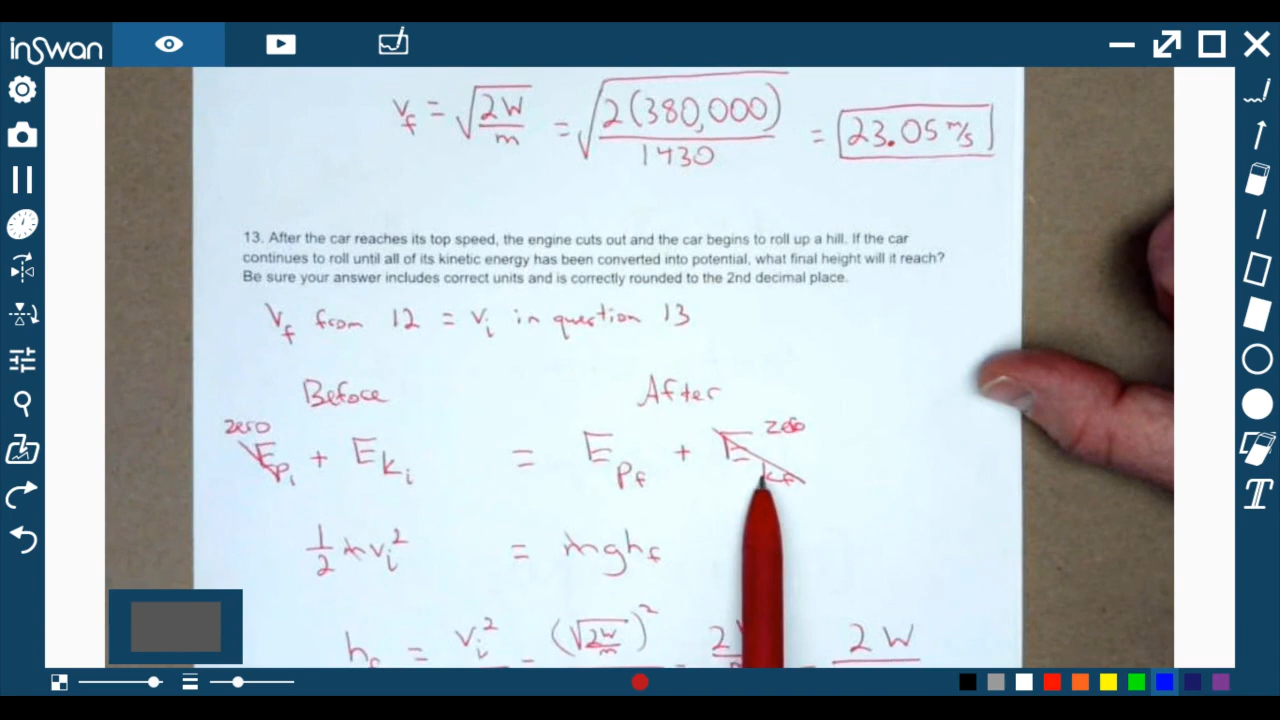 inSwan
v_f = √(2W/m) = √(2(380,000)/1430) = 23.05 m/s
13. After the car reaches its top speed, the engine cuts out and the car begins to roll up a hill. If the car
continues to roll until all of its kinetic energy has been converted into potential, what final height will it reach?
Be sure your answer includes correct units and is correctly rounded to the 2nd decimal place.
V_f from 12 = v_i in question 13
Before After
zero zero
E_pi + E_ki = E_pf + E_kf
1/2 mv_i² = mgh_f
h_f = v_i² (√(2W/m))² 2 2W
T